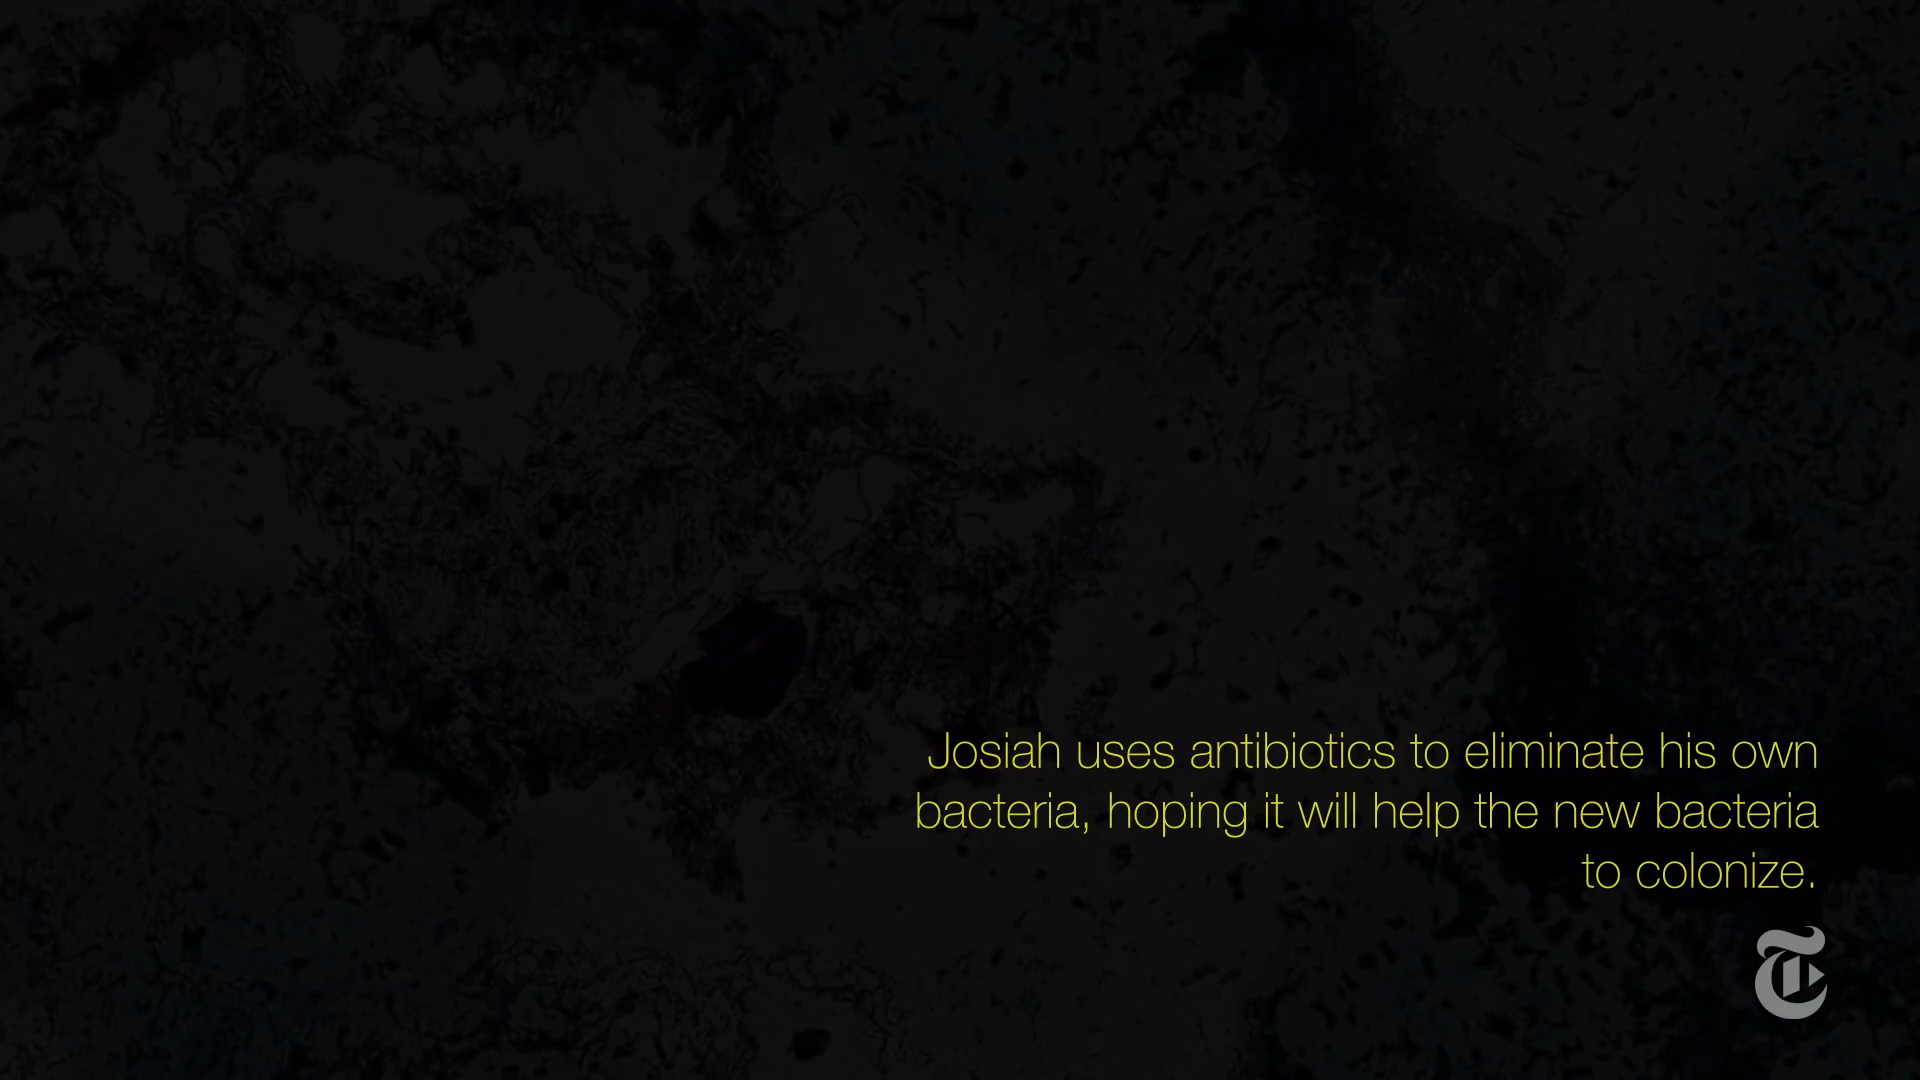 Josiah uses antibiotics to eliminate his own
bacteria, hoping it will help the new bacteria
to colonize.
T